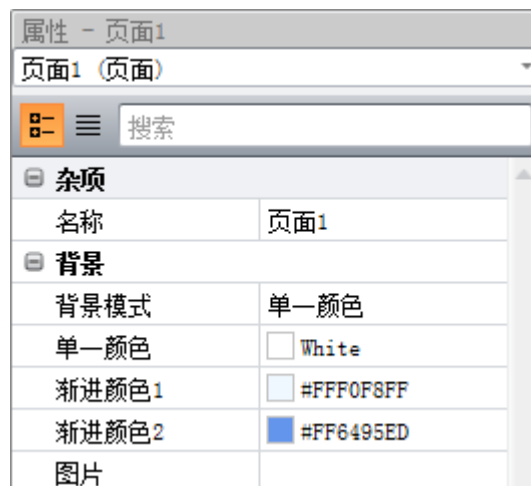 属性 - 页面1
页面1 (页面)
搜索
杂项
名称 页面1
背景
背景模式 单一颜色
单一颜色 White
渐进颜色1 #FFF0F8FF
渐进颜色2 #FF6495ED
图片